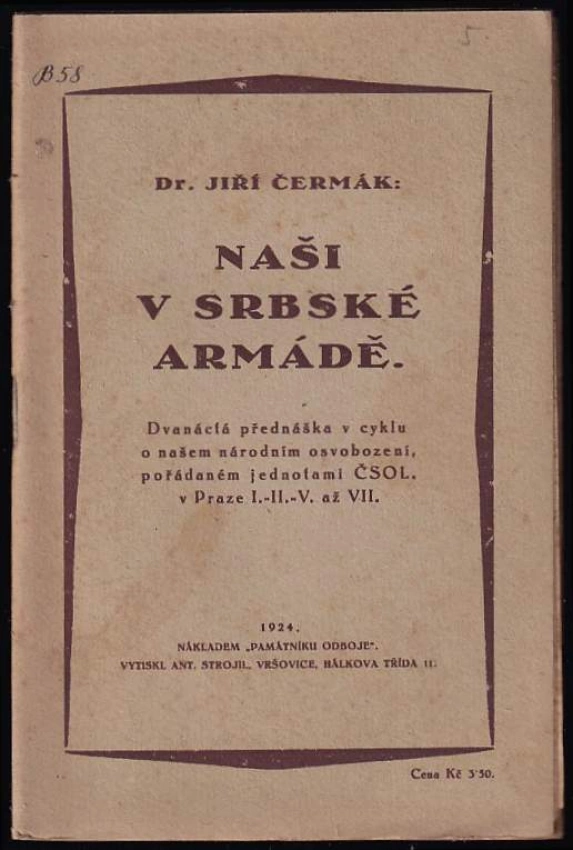 B58
5.
Dr. JIŘÍ ČERMÁK:
NAŠI
V SRBSKÉ
ARMÁDĚ.
Dvanáctá přednáška v cyklu
o našem národním osvobození,
pořádaném jednotami ČSOL.
v Praze I.-II.-V. až VII.
1924.
NÁKLADEM „PAMÁTNÍKU ODBOJE".
VYTISKL ANT. STROJIL, VRŠOVICE, HÁLKOVA TŘÍDA
Cena Kč 3'50.